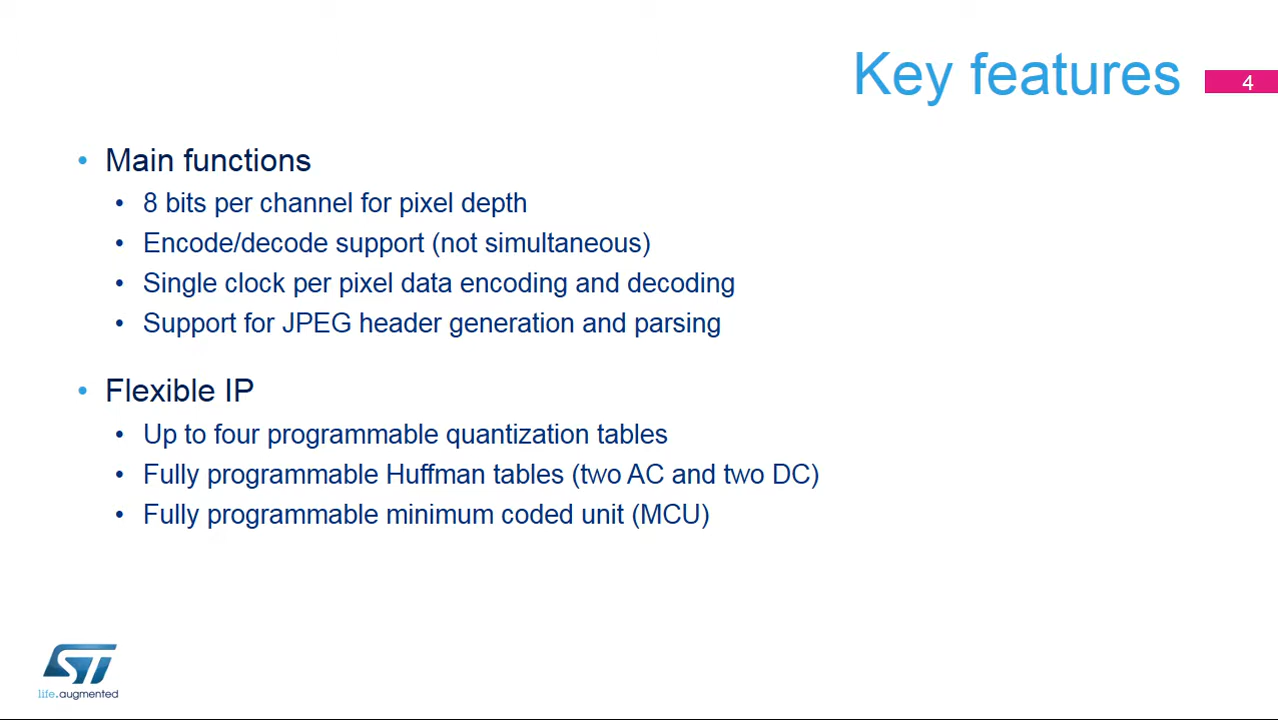 Key features
4
• Main functions
• 8 bits per channel for pixel depth
• Encode/decode support (not simultaneous)
• Single clock per pixel data encoding and decoding
• Support for JPEG header generation and parsing
• Flexible IP
• Up to four programmable quantization tables
• Fully programmable Huffman tables (two AC and two DC)
• Fully programmable minimum coded unit (MCU)
ST
life.augmented